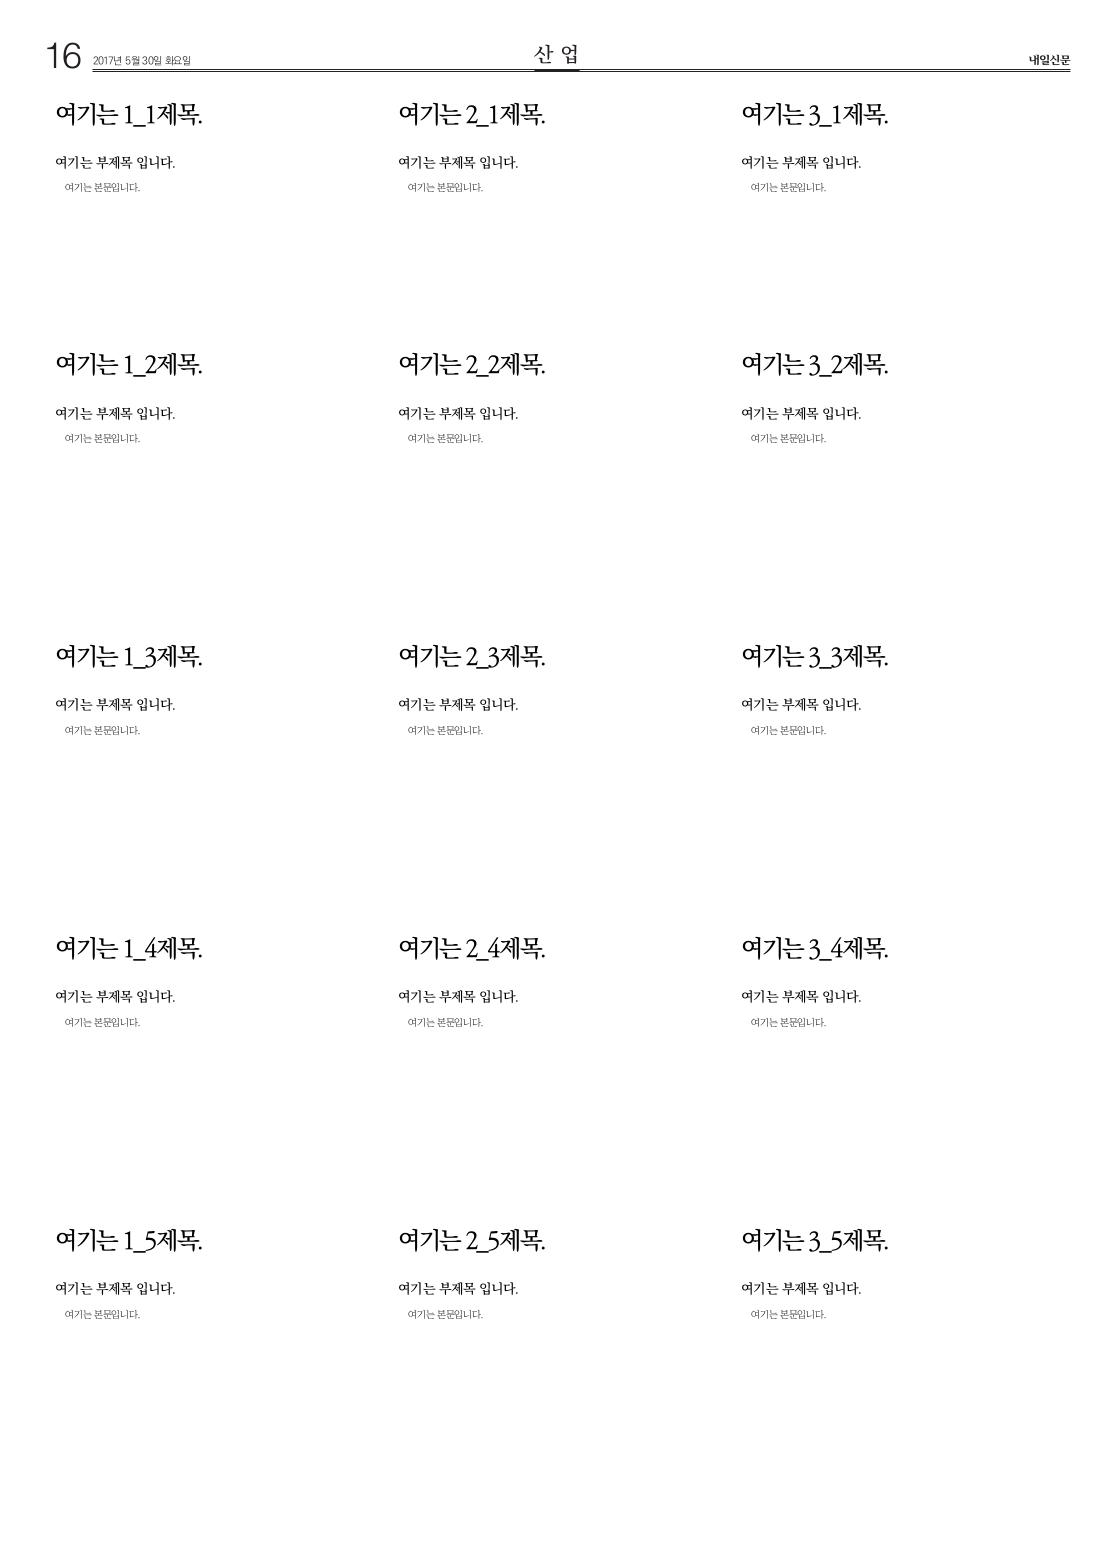 16 2017년 5월 30일 화요일 산 업 내일신문
여기는 1_1제목.
여기는 부제목 입니다.
여기는 본문입니다.
여기는 2_1제목.
여기는 부제목 입니다.
여기는 본문입니다.
여기는 3_1제목.
여기는 부제목 입니다.
여기는 본문입니다.
여기는 1_2제목.
여기는 부제목 입니다.
여기는 본문입니다.
여기는 2_2제목.
여기는 부제목 입니다.
여기는 본문입니다.
여기는 3_2제목.
여기는 부제목 입니다.
여기는 본문입니다.
여기는 1_3제목.
여기는 부제목 입니다.
여기는 본문입니다.
여기는 2_3제목.
여기는 부제목 입니다.
여기는 본문입니다.
여기는 3_3제목.
여기는 부제목 입니다.
여기는 본문입니다.
여기는 1_4제목.
여기는 부제목 입니다.
여기는 본문입니다.
여기는 2_4제목.
여기는 부제목 입니다.
여기는 본문입니다.
여기는 3_4제목.
여기는 부제목 입니다.
여기는 본문입니다.
여기는 1_5제목.
여기는 부제목 입니다.
여기는 본문입니다.
여기는 2_5제목.
여기는 부제목 입니다.
여기는 본문입니다.
여기는 3_5제목.
여기는 부제목 입니다.
여기는 본문입니다.